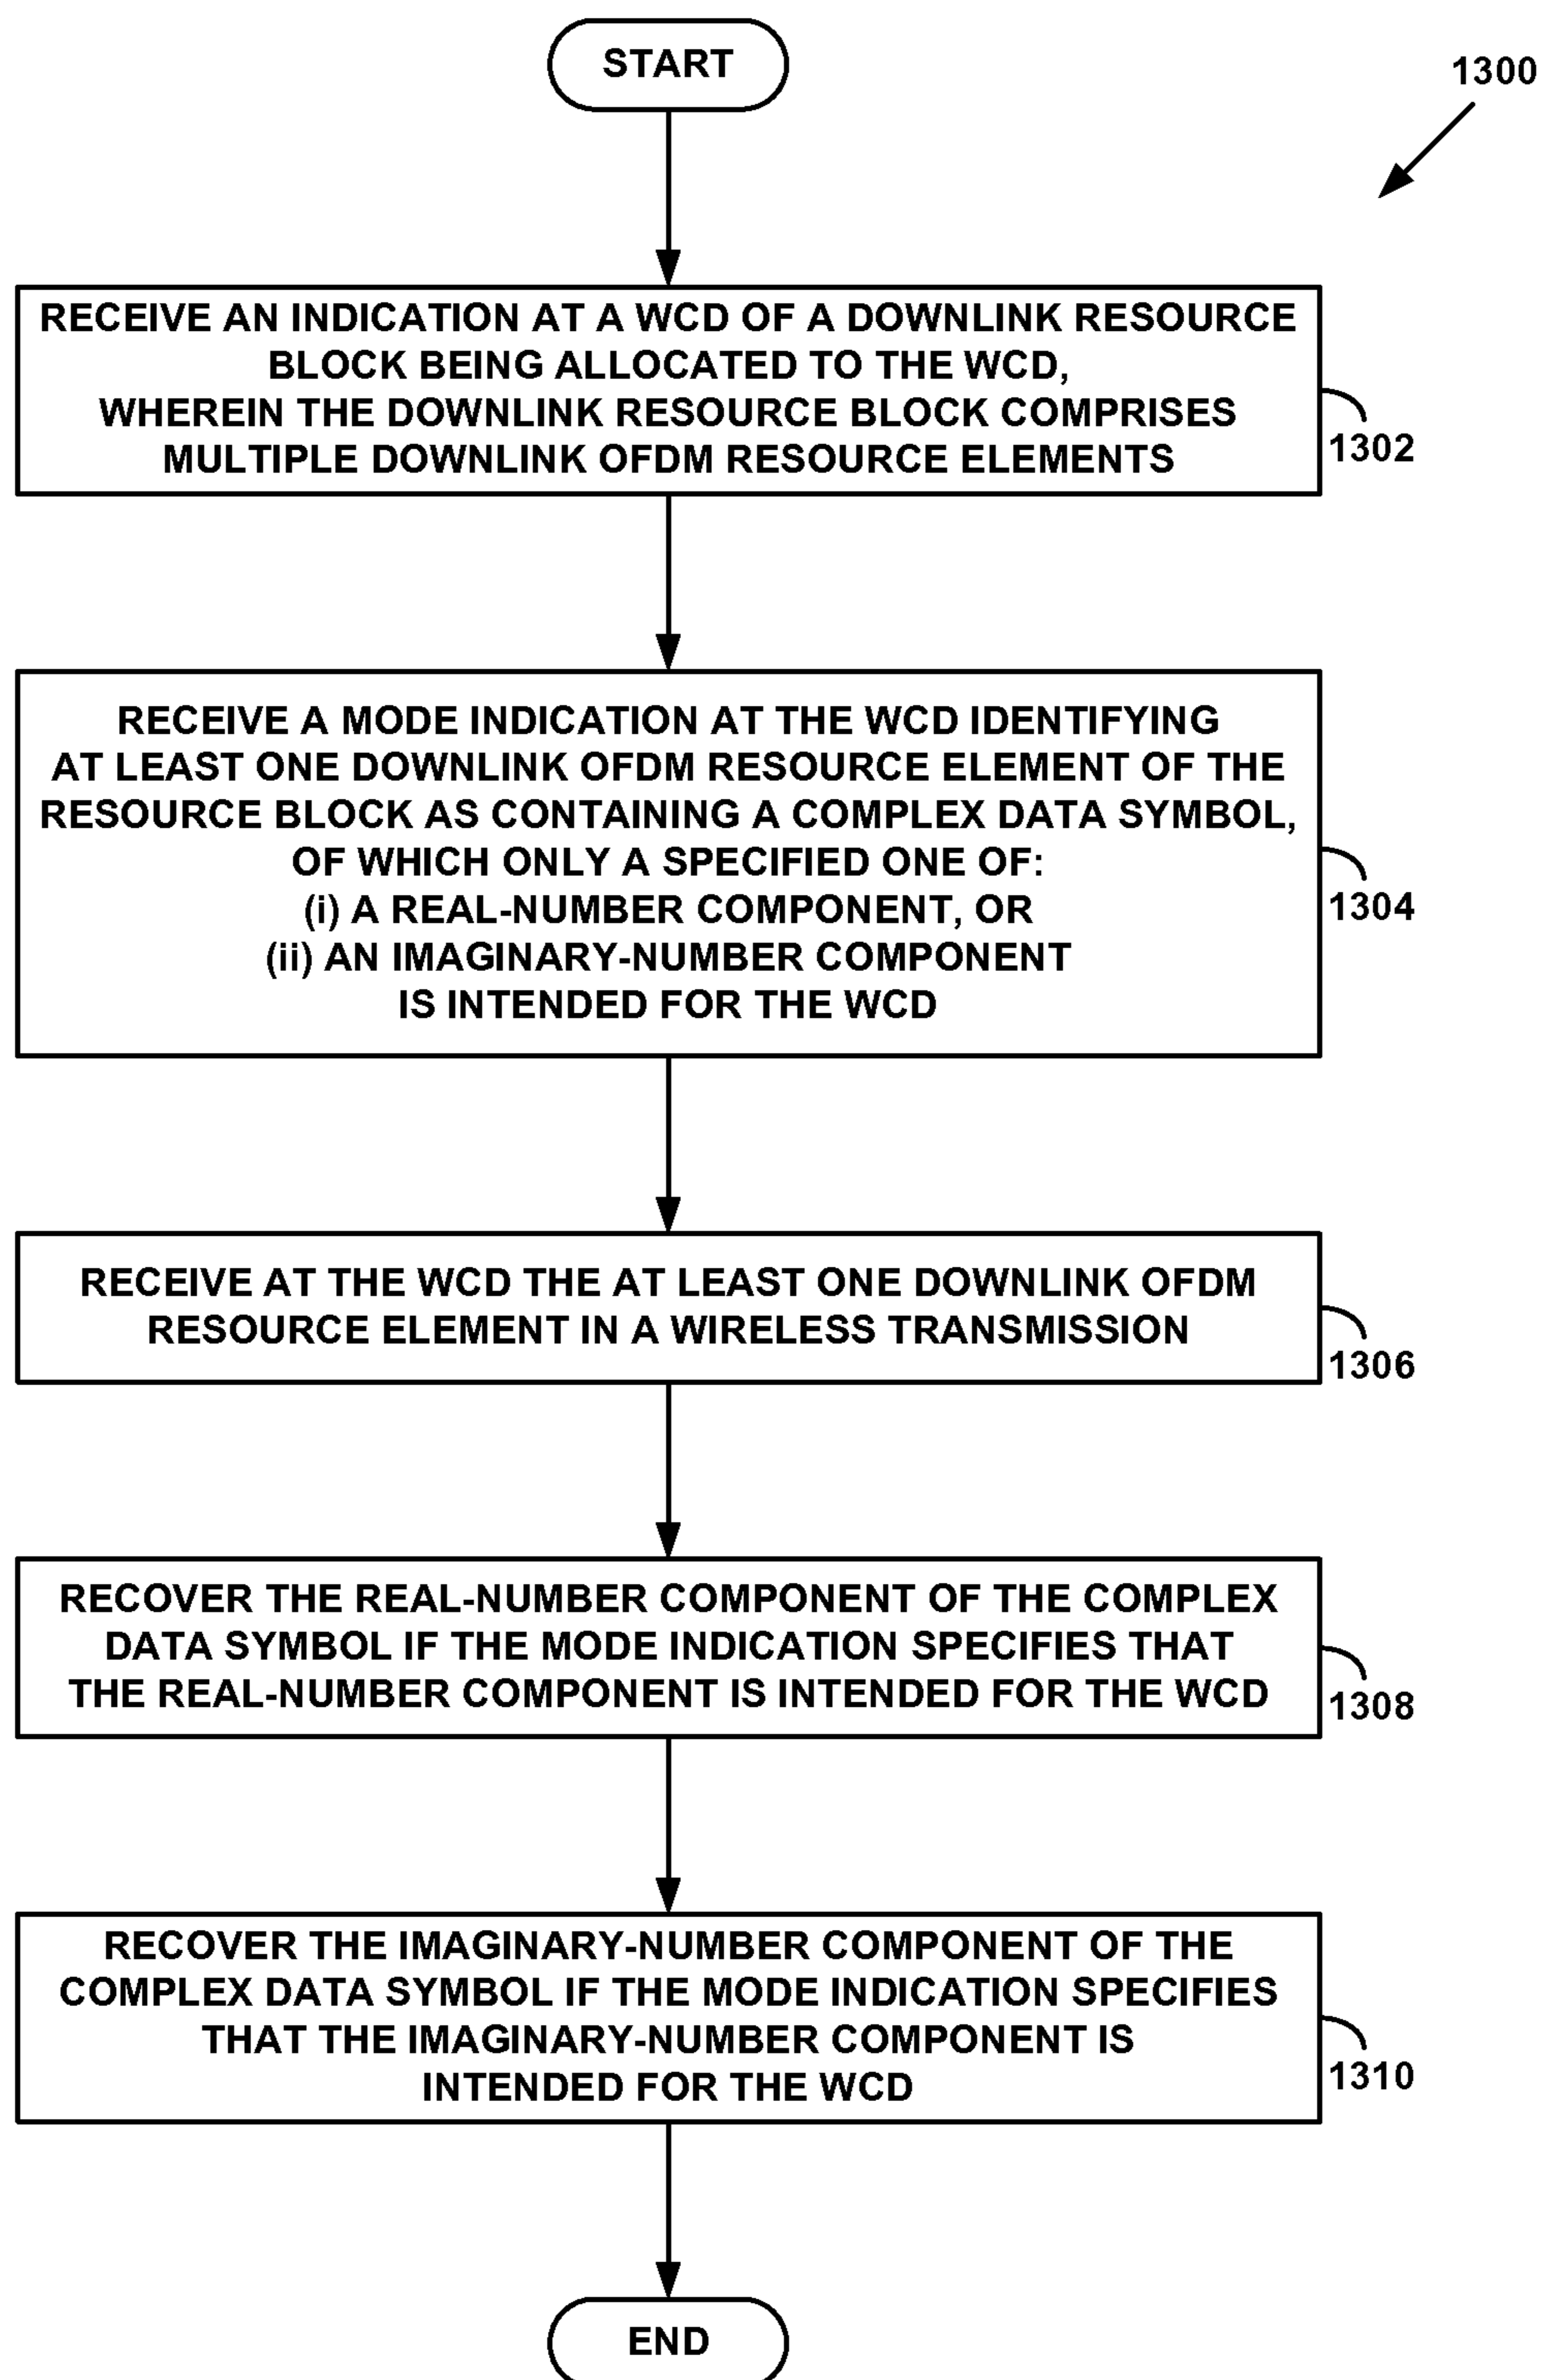 START
1300
RECEIVE AN INDICATION AT A WCD OF A DOWNLINK RESOURCE
BLOCK BEING ALLOCATED TO THE WCD,
WHEREIN THE DOWNLINK RESOURCE BLOCK COMPRISES
MULTIPLE DOWNLINK OFDM RESOURCE ELEMENTS
1302
RECEIVE A MODE INDICATION AT THE WCD IDENTIFYING
AT LEAST ONE DOWNLINK OFDM RESOURCE ELEMENT OF THE
RESOURCE BLOCK AS CONTAINING A COMPLEX DATA SYMBOL,
OF WHICH ONLY A SPECIFIED ONE OF:
(i) A REAL-NUMBER COMPONENT, OR
(ii) AN IMAGINARY-NUMBER COMPONENT
IS INTENDED FOR THE WCD
1304
RECEIVE AT THE WCD THE AT LEAST ONE DOWNLINK OFDM
RESOURCE ELEMENT IN A WIRELESS TRANSMISSION
1306
RECOVER THE REAL-NUMBER COMPONENT OF THE COMPLEX
DATA SYMBOL IF THE MODE INDICATION SPECIFIES THAT
THE REAL-NUMBER COMPONENT IS INTENDED FOR THE WCD
1308
RECOVER THE IMAGINARY-NUMBER COMPONENT OF THE
COMPLEX DATA SYMBOL IF THE MODE INDICATION SPECIFIES
THAT THE IMAGINARY-NUMBER COMPONENT IS
INTENDED FOR THE WCD
1310
END